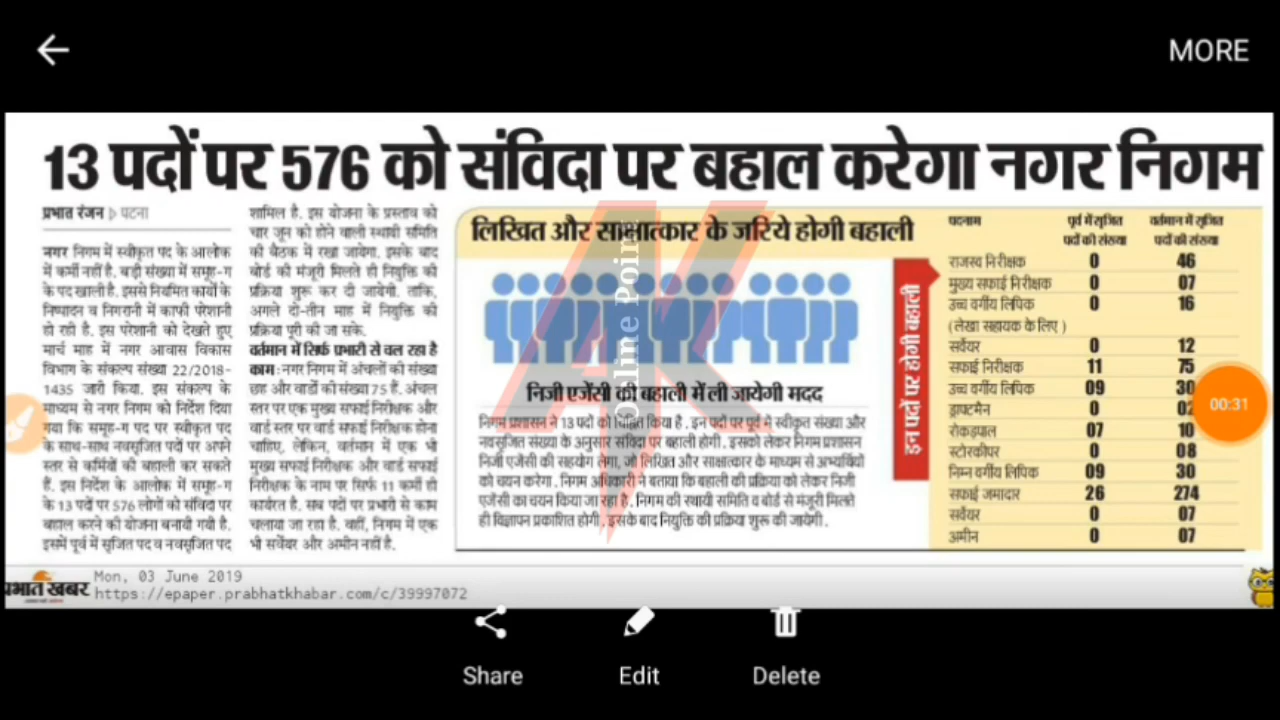 MORE
13 पदों पर 576 को संविदा पर बहाल करेगा नगर निगम
प्रभात रंजन ▷ पटना
नगर निगम में स्वीकृत पद के आलोक
में कर्मी नहीं है. बड़ी संख्या में समूह-ग
के पद खाली है. इससे नियमित कार्यों के
निष्पादन व निगरानी में काफी परेशानी
हो रही है. इस परेशानी को देखते हुए
मार्च माह में नगर आवास विकास
विभाग के संकल्प संख्या 22/2018-
1435 जारी किया. इस संकल्प के
माध्यम से नगर निगम को निर्देश दिया
गया कि समूह-ग पद पर स्वीकृत पद
के साथ-साथ नवसृजित पदों पर अपने
स्तर से कर्मियों की बहाली कर सकते
हैं. इस निर्देश के आलोक में समूह-ग
के 13 पदों पर 576 लोगों को संविदा पर
बहाल करने की योजना बनायी गयी है.
इसमें पूर्व में सृजित पद व नवसृजित पद
शामिल है. इस योजना के प्रस्ताव को
चार जून को होने वाली स्थायी समिति
की बैठक में रखा जायेगा. इसके बाद
बोर्ड की मंजूरी मिलते ही नियुक्ति की
प्रक्रिया शुरू कर दी जायेगी. ताकि,
अगले दो-तीन माह में नियुक्ति की
प्रक्रिया पूरी की जा सके.
वर्तमान में सिर्फ प्रभारी से चल रहा है
काम : नगर निगम में अंचलों की संख्या
छह और वार्डों की संख्या 75 हैं. अंचल
स्तर पर एक मुख्य सफाई निरीक्षक और
वार्ड स्तर पर वार्ड सफाई निरीक्षक होना
चाहिए. लेकिन, वर्तमान में एक भी
मुख्य सफाई निरीक्षक और वार्ड सफाई
निरीक्षक के नाम पर सिर्फ 11 कर्मी ही
कार्यरत है. सब पदों पर प्रभारी से काम
चलाया जा रहा है. वहीं, निगम में एक
भी सर्वेयर और अमीन नहीं है.
लिखित और साक्षात्कार के जरिये होगी बहाली
निजी एजेंसी की बहाली में ली जायेगी मदद
निगम प्रशासन ने 13 पदों को चिह्नित किया है . इन पदों पर पूर्व में स्वीकृत संख्या और
नवसृजित संख्या के अनुसार संविदा पर बहाली होगी . इसको लेकर निगम प्रशासन
निजी एजेंसी की सहयोग लेगा, जो लिखित और साक्षात्कार के माध्यम से अभ्यर्थियों
को चयन करेगा . निगम अधिकारी ने बताया कि बहाली की प्रक्रिया को लेकर निजी
एजेंसी का चयन किया जा रहा है . निगम की स्थायी समिति व बोर्ड से मंजूरी मिलते
ही विज्ञापन प्रकाशित होगी . इसके बाद नियुक्ति की प्रक्रिया शुरू की जायेगी .
AK
Online Point
इन पदों पर होगी बहाली
पदनाम पूर्व में सृजित वर्तमान में सृजित
पदों की संख्या पदों की संख्या
राजस्व निरीक्षक 0 46
मुख्य सफाई निरीक्षक 0 07
उच्च वर्गीय लिपिक 0 16
(लेखा सहायक के लिए )
सर्वेयर 0 12
सफाई निरीक्षक 11 75
उच्च वर्गीय लिपिक 09 30
ड्राफ्टमैन 0 02
रोकड़पाल 07 10
स्टोरकीपर 0 08
निम्न वर्गीय लिपिक 09 30
सफाई जमादार 26 274
सर्वेयर 0 07
अमीन 0 07
00:31
प्रभात खबर
Mon, 03 June 2019
https://epaper.prabhatkhabar.com/c/39997072
Share Edit Delete